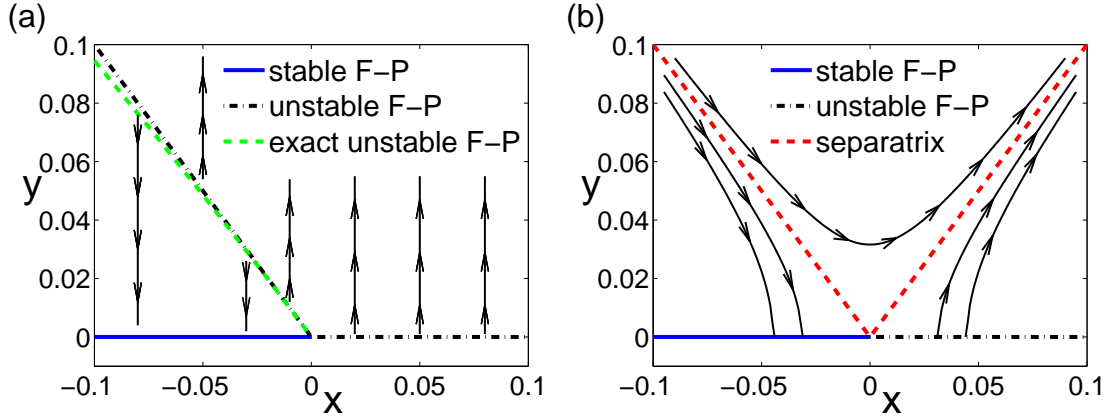 (a)
0.1
0.08
0.06
0.04
0.02
0
y
stable F-P
unstable F-P
exact unstable F-P
−0.1 −0.05 0 0.05 0.1
x
(b)
0.1
0.08
0.06
0.04
0.02
0
y
stable F-P
unstable F-P
separatrix
−0.1 −0.05 0 0.05 0.1
x